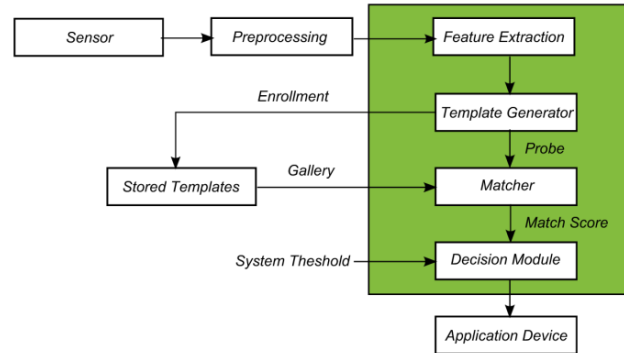 Sensor
Preprocessing
Feature Extraction
Enrollment
Template Generator
Probe
Stored Templates
Gallery
Matcher
Match Score
System Theshold
Decision Module
Application Device